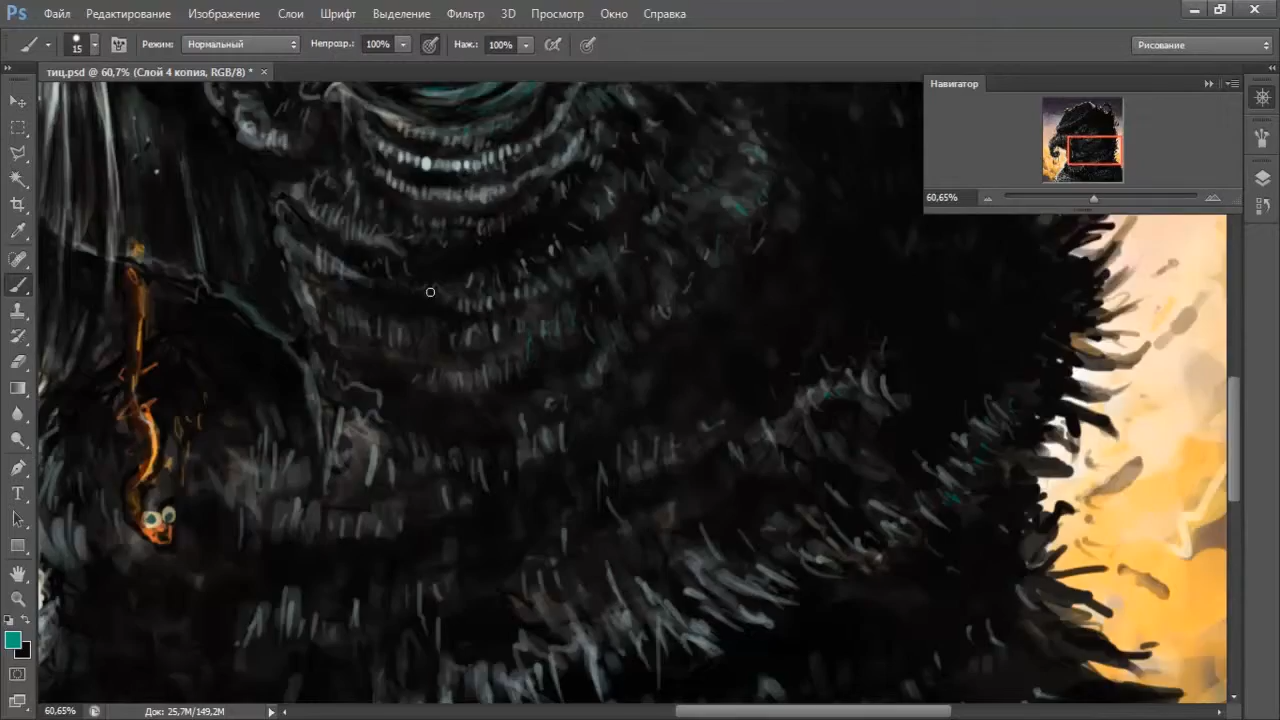 Ps Файл Редактирование Изображение Слои Шрифт Выделение Фильтр 3D Просмотр Окно Справка
15 Режим: Нормальный Непрозр.: 100% Наж.: 100% Рисование
тиц.psd @ 60,7% (Слой 4 копия, RGB/8) * ×
Навигатор
60,65%
T
60,65% Док: 25,7M/149,2M